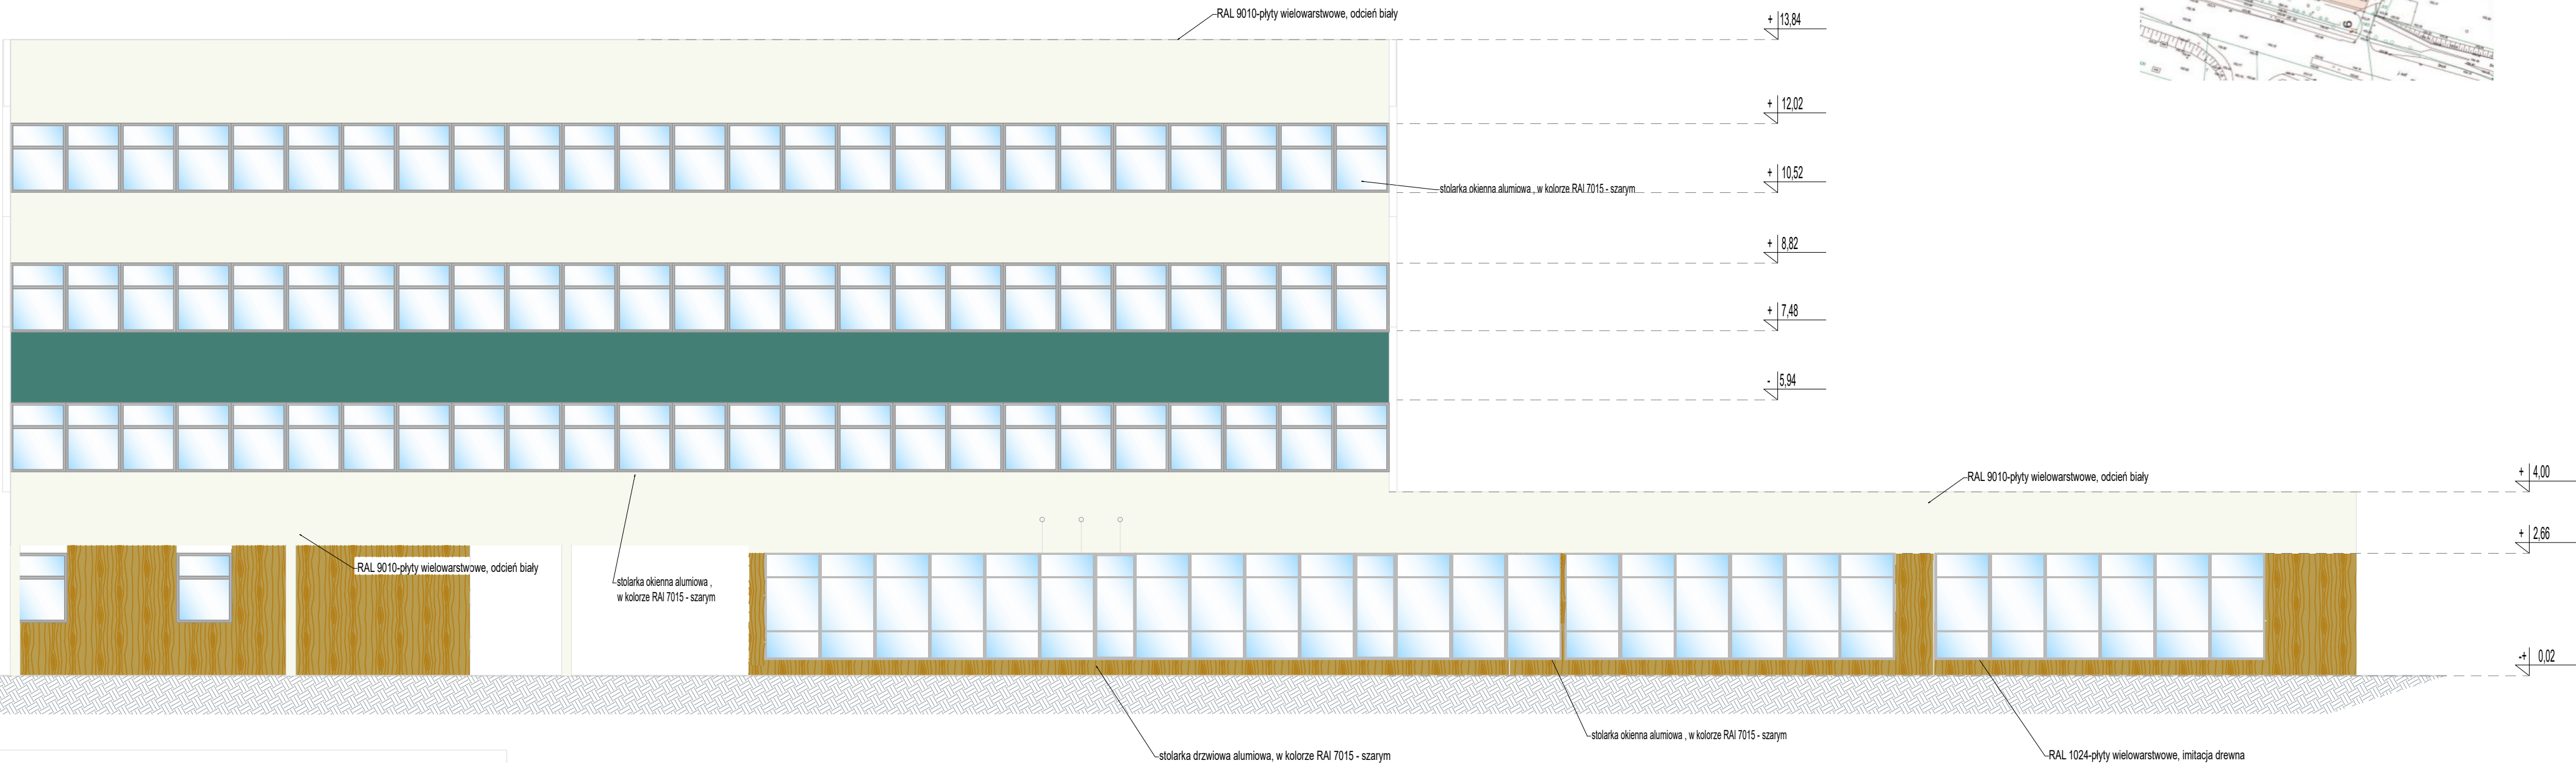 RAL 9010-płyty wielowarstwowe, odcień biały
+ 13,84
+ 12,02
+ 10,52
stolarka okienna alumiowa , w kolorze RAl 7015 - szarym
+ 8,82
+ 7,48
- 5,94
RAL 9010-płyty wielowarstwowe, odcień biały
+ 4,00
+ 2,66
RAL 9010-płyty wielowarstwowe, odcień biały
stolarka okienna alumiowa ,
w kolorze RAl 7015 - szarym
-+ 0,02
stolarka okienna alumiowa , w kolorze RAl 7015 - szarym
stolarka drzwiowa alumiowa, w kolorze RAl 7015 - szarym
RAL 1024-płyty wielowarstwowe, imitacja drewna